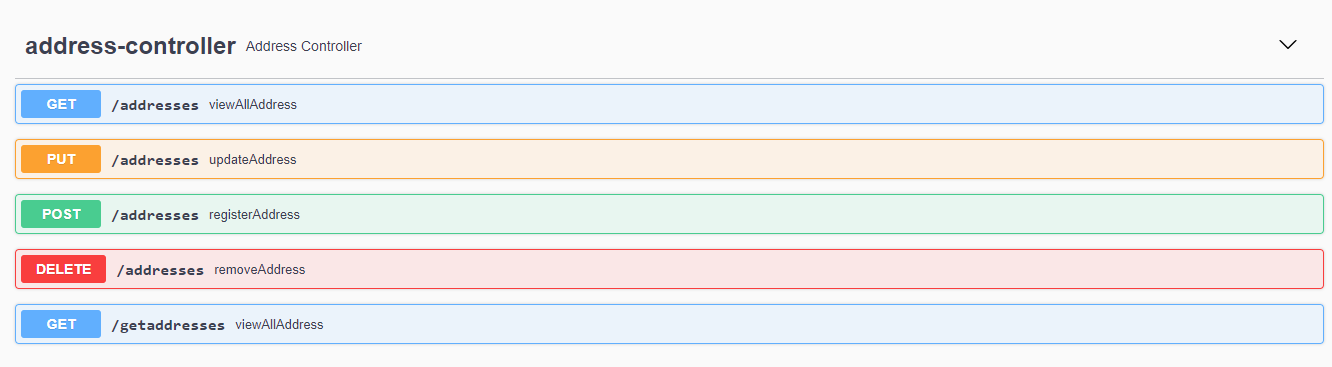 address-controller Address Controller
GET /addresses viewAllAddress
PUT /addresses updateAddress
POST /addresses registerAddress
DELETE /addresses removeAddress
GET /getaddresses viewAllAddress